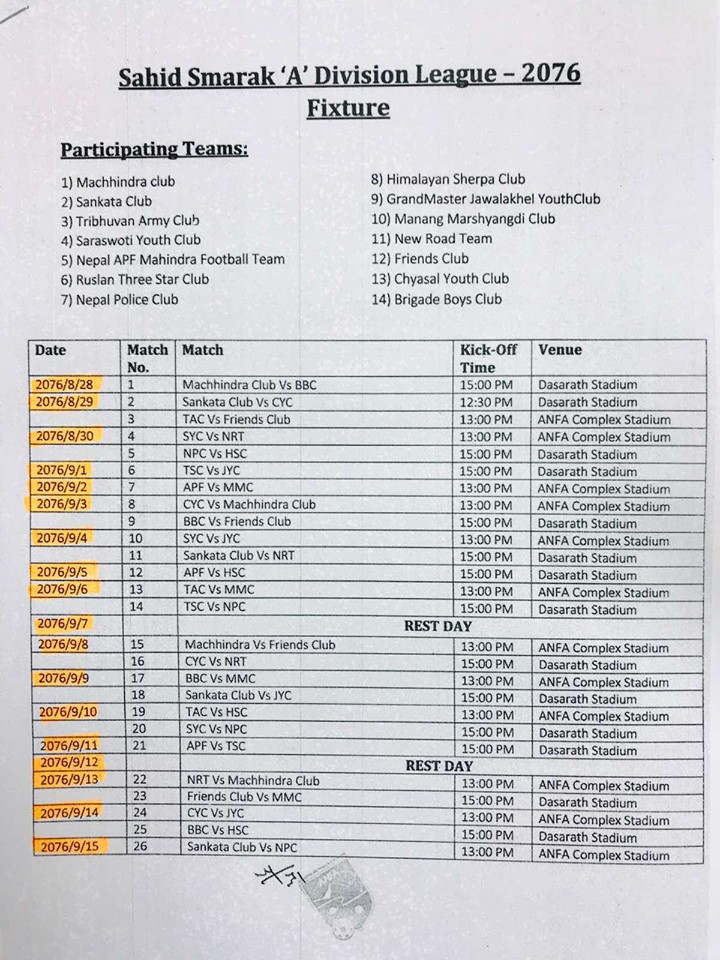 Sahid Smarak ‘A’ Division League – 2076
Fixture
Participating Teams:
1) Machhindra club
2) Sankata Club
3) Tribhuvan Army Club
4) Saraswoti Youth Club
5) Nepal APF Mahindra Football Team
6) Ruslan Three Star Club
7) Nepal Police Club
8) Himalayan Sherpa Club
9) GrandMaster Jawalakhel YouthClub
10) Manang Marshyangdi Club
11) New Road Team
12) Friends Club
13) Chyasal Youth Club
14) Brigade Boys Club
Date Match No. Match Kick-Off Time Venue
2076/8/28 1 Machhindra Club Vs BBC 15:00 PM Dasarath Stadium
2076/8/29 2 Sankata Club Vs CYC 12:30 PM Dasarath Stadium
3 TAC Vs Friends Club 13:00 PM ANFA Complex Stadium
2076/8/30 4 SYC Vs NRT 13:00 PM ANFA Complex Stadium
5 NPC Vs HSC 15:00 PM Dasarath Stadium
2076/9/1 6 TSC Vs JYC 15:00 PM Dasarath Stadium
2076/9/2 7 APF Vs MMC 13:00 PM ANFA Complex Stadium
2076/9/3 8 CYC Vs Machhindra Club 13:00 PM ANFA Complex Stadium
9 BBC Vs Friends Club 15:00 PM Dasarath Stadium
2076/9/4 10 SYC Vs JYC 13:00 PM ANFA Complex Stadium
11 Sankata Club Vs NRT 15:00 PM Dasarath Stadium
2076/9/5 12 APF Vs HSC 15:00 PM Dasarath Stadium
2076/9/6 13 TAC Vs MMC 13:00 PM ANFA Complex Stadium
14 TSC Vs NPC 15:00 PM Dasarath Stadium
2076/9/7 REST DAY
2076/9/8 15 Machhindra Vs Friends Club 13:00 PM ANFA Complex Stadium
16 CYC Vs NRT 15:00 PM Dasarath Stadium
2076/9/9 17 BBC Vs MMC 13:00 PM ANFA Complex Stadium
18 Sankata Club Vs JYC 15:00 PM Dasarath Stadium
2076/9/10 19 TAC Vs HSC 13:00 PM ANFA Complex Stadium
20 SYC Vs NPC 15:00 PM Dasarath Stadium
2076/9/11 21 APF Vs TSC 15:00 PM Dasarath Stadium
2076/9/12 REST DAY
2076/9/13 22 NRT Vs Machhindra Club 13:00 PM ANFA Complex Stadium
23 Friends Club Vs MMC 15:00 PM Dasarath Stadium
2076/9/14 24 CYC Vs JYC 13:00 PM ANFA Complex Stadium
25 BBC Vs HSC 15:00 PM Dasarath Stadium
2076/9/15 26 Sankata Club Vs NPC 13:00 PM ANFA Complex Stadium